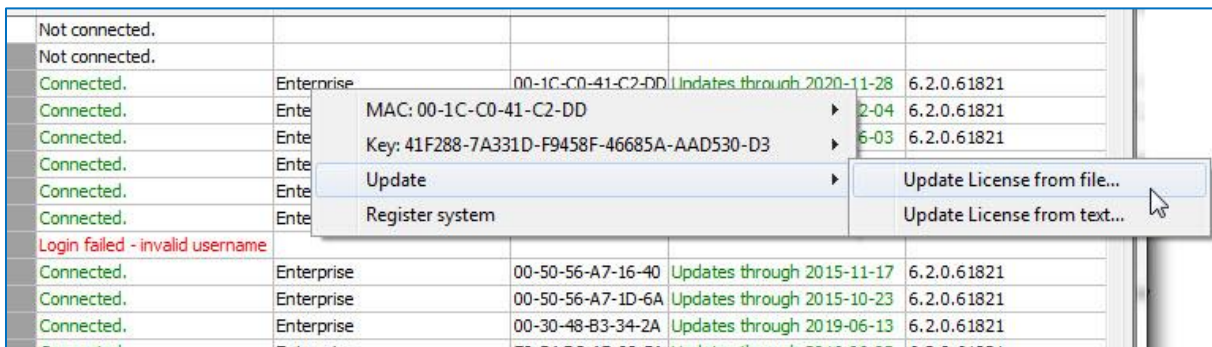 Not connected.
Not connected.
Connected. Enterprise 00-1C-C0-41-C2-DD Updates through 2020-11-28 6.2.0.61821
Connected. Ente MAC: 00-1C-C0-41-C2-DD 2-04 6.2.0.61821
Connected. Ente Key: 41F288-7A331D-F9458F-46685A-AAD530-D3 6-03 6.2.0.61821
Connected. Ente
Connected. Ente Update Update License from file...
Connected. Ente Register system Update License from text...
Login failed - invalid username
Connected. Enterprise 00-50-56-A7-16-40 Updates through 2015-11-17 6.2.0.61821
Connected. Enterprise 00-50-56-A7-1D-6A Updates through 2015-10-23 6.2.0.61821
Connected. Enterprise 00-30-48-B3-34-2A Updates through 2019-06-13 6.2.0.61821